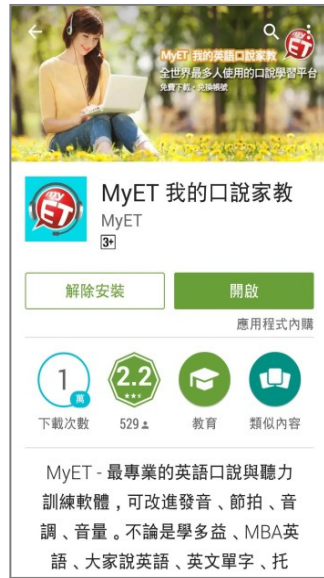 MyET 我的英語口說家教
全世界最多人使用的口說學習平台
免費下載，兌換帳號
my
ET
my
ET
MyET 我的口說家教
MyET
3+
解除安裝
開啟
應用程式內購
1
萬
2.2
下載次數
529
教育
類似內容
MyET - 最專業的英語口說與聽力
訓練軟體，可改進發音、節拍、音
調、音量。不論是學多益、MBA英
語、大家說英語、英文單字、托